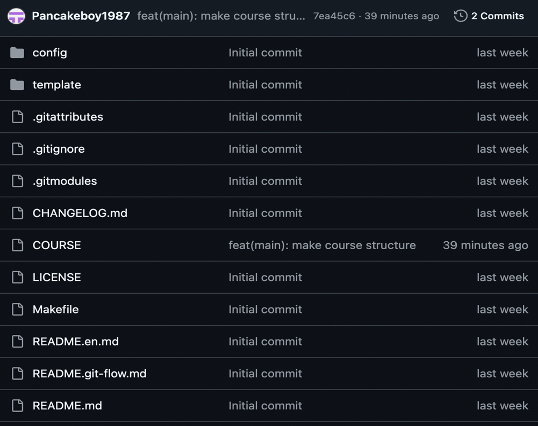 Pancakeboy1987 feat(main): make course stru... 7ea45c6 · 39 minutes ago 2 Commits
config Initial commit last week
template Initial commit last week
.gitattributes Initial commit last week
.gitignore Initial commit last week
.gitmodules Initial commit last week
CHANGELOG.md Initial commit last week
COURSE feat(main): make course structure 39 minutes ago
LICENSE Initial commit last week
Makefile Initial commit last week
README.en.md Initial commit last week
README.git-flow.md Initial commit last week
README.md Initial commit last week